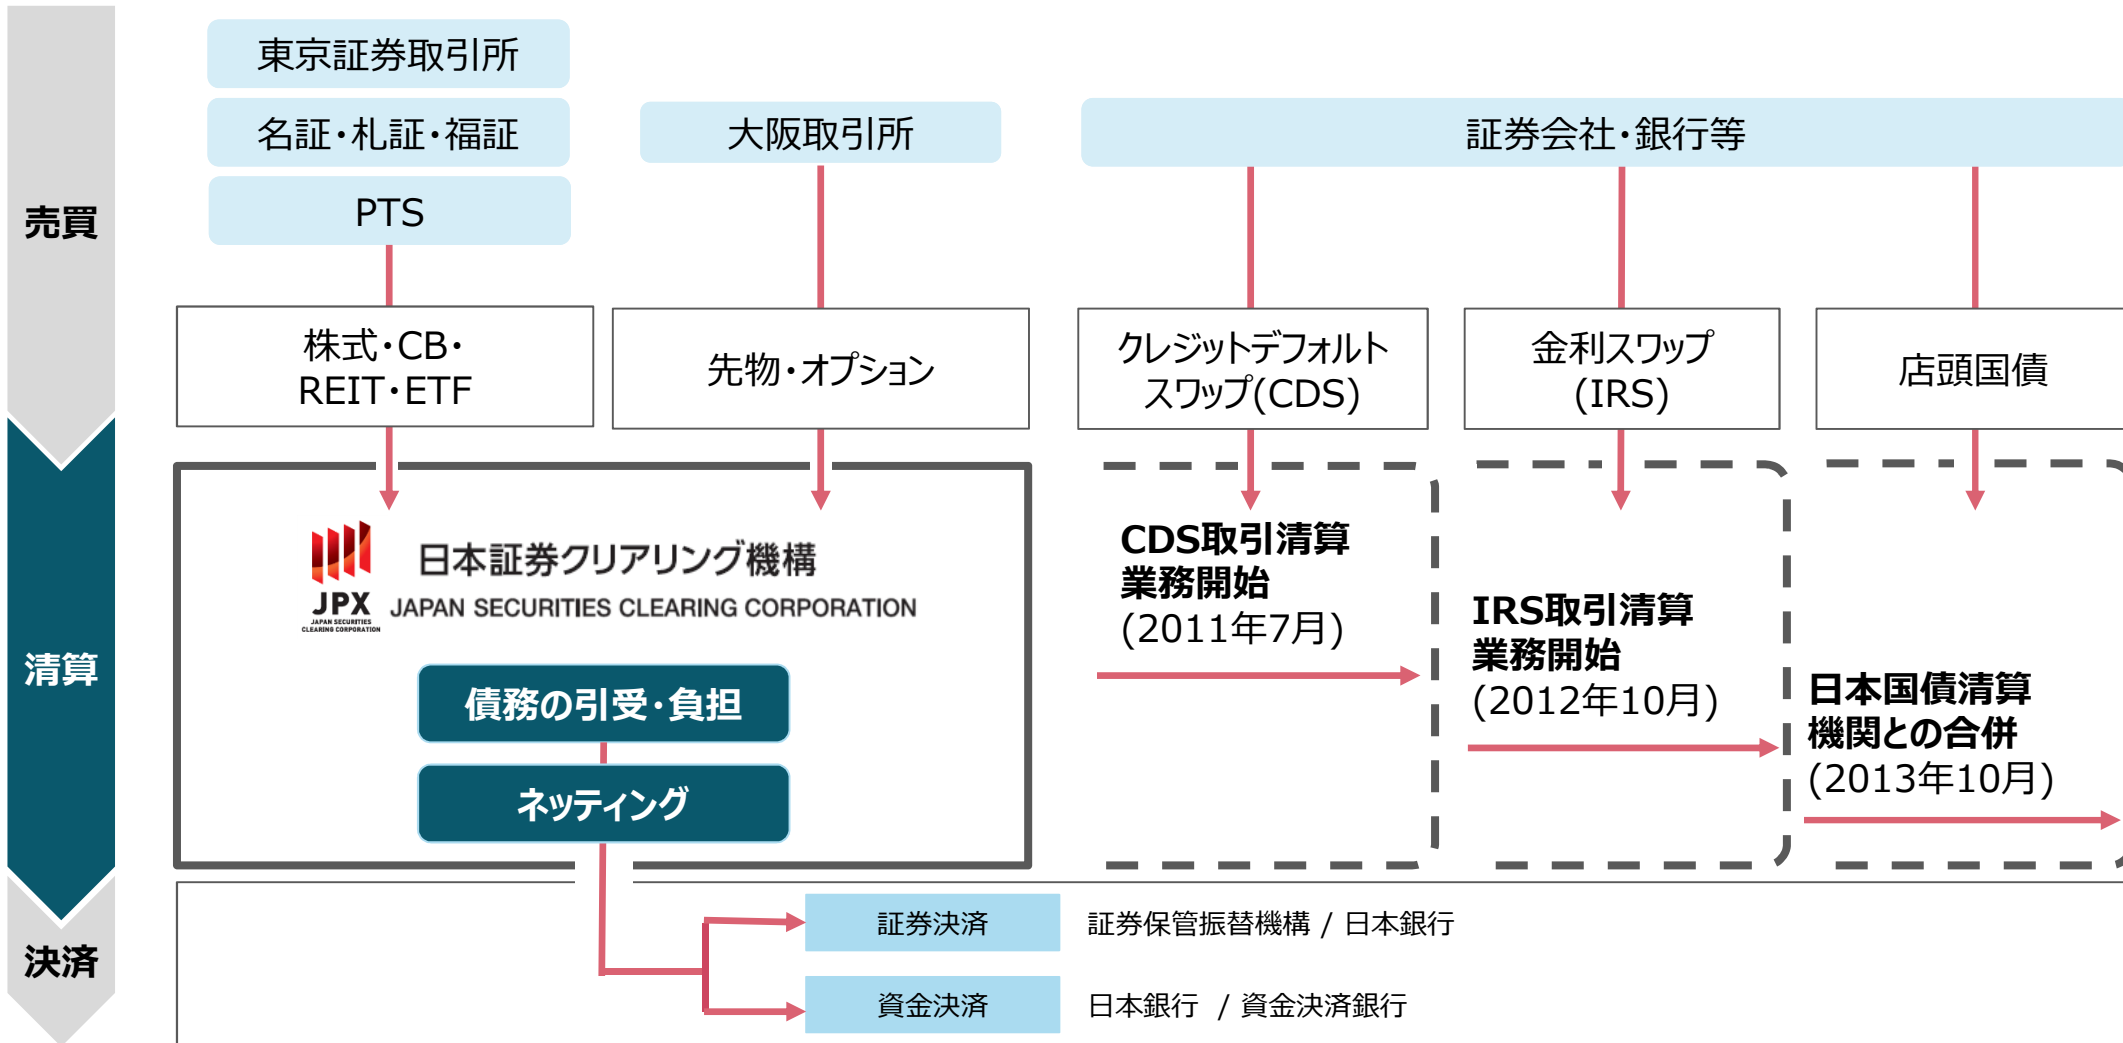 売買
東京証券取引所
名証・札証・福証
PTS
大阪取引所
証券会社・銀行等
株式・CB・
REIT・ETF
先物・オプション
クレジットデフォルト
スワップ(CDS)
金利スワップ
(IRS)
店頭国債
清算
JPX
JAPAN SECURITIES
CLEARING CORPORATION
日本証券クリアリング機構
JAPAN SECURITIES CLEARING CORPORATION
債務の引受・負担
ネッティング
CDS取引清算
業務開始
(2011年7月)
IRS取引清算
業務開始
(2012年10月)
日本国債清算
機関との合併
(2013年10月)
決済
証券決済
証券保管振替機構 / 日本銀行
資金決済
日本銀行 / 資金決済銀行